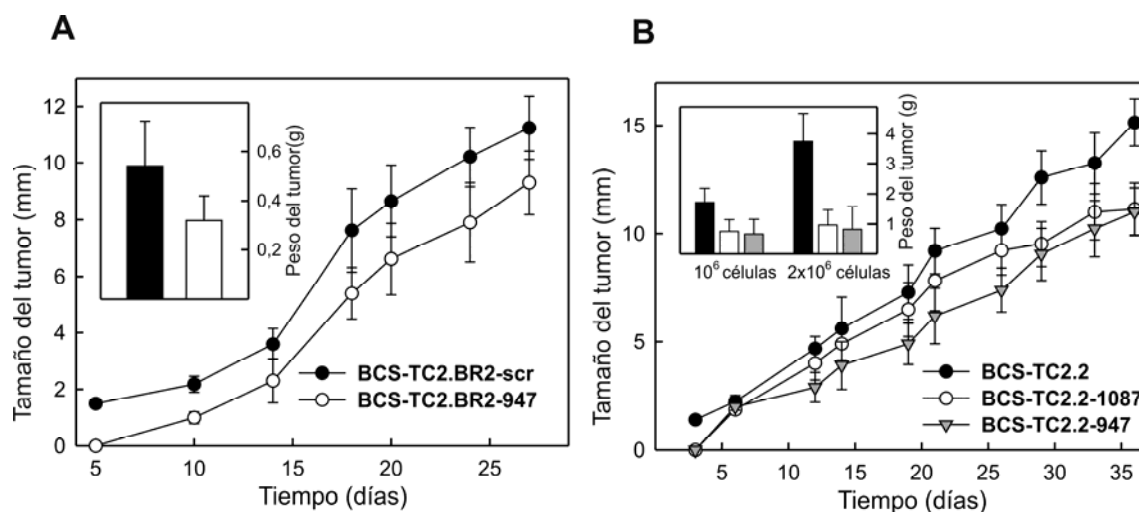 A
12
10
8
6
4
2
0
Tamaño del tumor (mm)
0,6
0,4
0,2
Peso del tumor(g)
BCS-TC2.BR2-scr
BCS-TC2.BR2-947
5 10 15 20 25
Tiempo (días)
B
15
10
5
0
Tamaño del tumor (mm)
4
3
2
1
Peso del tumor (g)
10⁶ células 2x10⁶ células
BCS-TC2.2
BCS-TC2.2-1087
BCS-TC2.2-947
5 10 15 20 25 30 35
Tiempo (días)